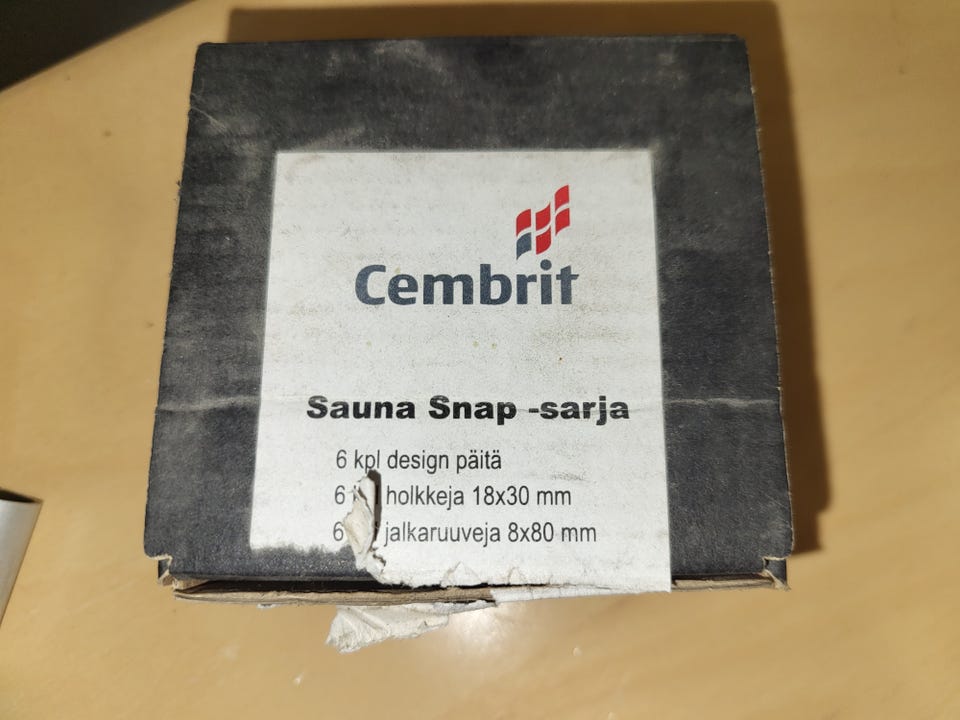 Cembrit
Sauna Snap -sarja
6 kpl design päitä
6 holkkeja 18x30 mm
6 jalkaruuveja 8x80 mm